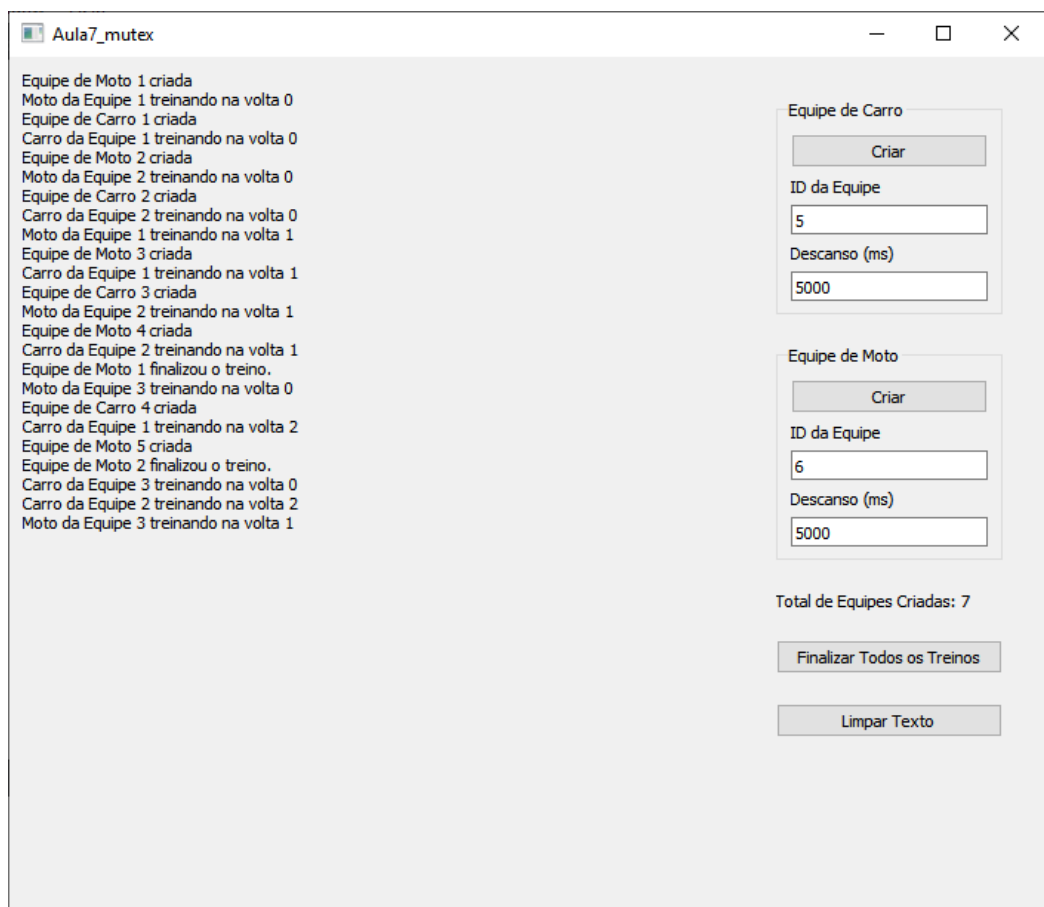 Aula7_mutex
Equipe de Moto 1 criada
Moto da Equipe 1 treinando na volta 0
Equipe de Carro 1 criada
Carro da Equipe 1 treinando na volta 0
Equipe de Moto 2 criada
Moto da Equipe 2 treinando na volta 0
Equipe de Carro 2 criada
Carro da Equipe 2 treinando na volta 0
Moto da Equipe 1 treinando na volta 1
Equipe de Moto 3 criada
Carro da Equipe 1 treinando na volta 1
Equipe de Carro 3 criada
Moto da Equipe 2 treinando na volta 1
Equipe de Moto 4 criada
Carro da Equipe 2 treinando na volta 1
Equipe de Moto 1 finalizou o treino.
Moto da Equipe 3 treinando na volta 0
Equipe de Carro 4 criada
Carro da Equipe 1 treinando na volta 2
Equipe de Moto 5 criada
Equipe de Moto 2 finalizou o treino.
Carro da Equipe 3 treinando na volta 0
Carro da Equipe 2 treinando na volta 2
Moto da Equipe 3 treinando na volta 1
Equipe de Carro
Criar
ID da Equipe
5
Descanso (ms)
5000
Equipe de Moto
Criar
ID da Equipe
6
Descanso (ms)
5000
Total de Equipes Criadas: 7
Finalizar Todos os Treinos
Limpar Texto